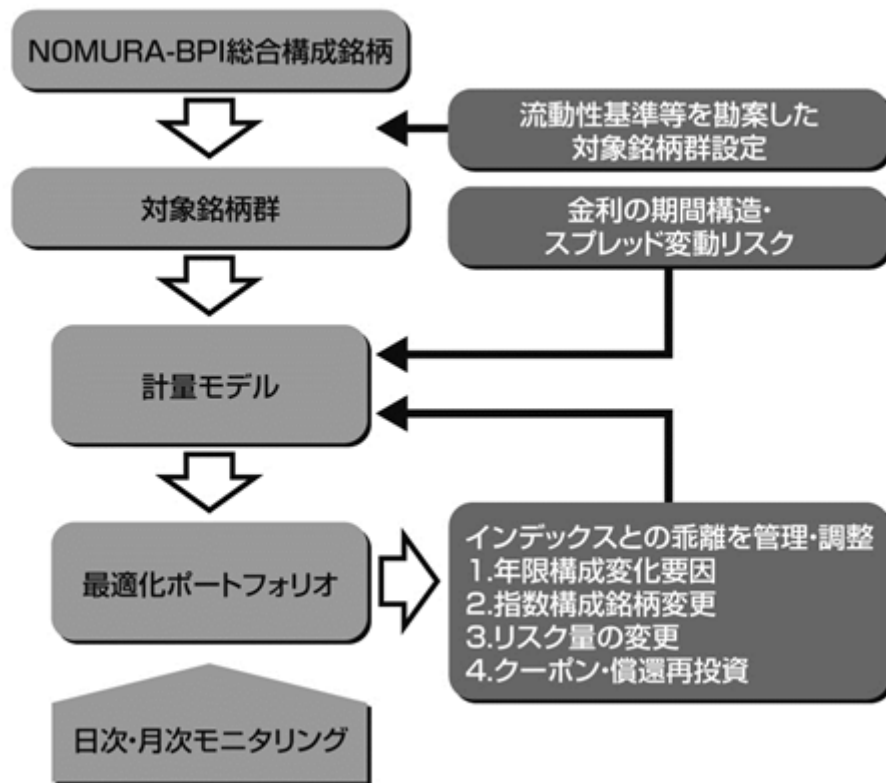 NOMURA-BPI総合構成銘柄
流動性基準等を勘案した
対象銘柄群設定
対象銘柄群
金利の期間構造・
スプレッド変動リスク
計量モデル
最適化ポートフォリオ
インデックスとの乖離を管理・調整
1.年限構成変化要因
2.指数構成銘柄変更
3.リスク量の変更
4.クーポン・償還再投資
日次・月次モニタリング